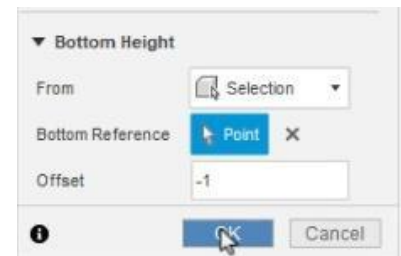 Bottom Height
From Selection
Bottom Reference Point
Offset -1
OK Cancel